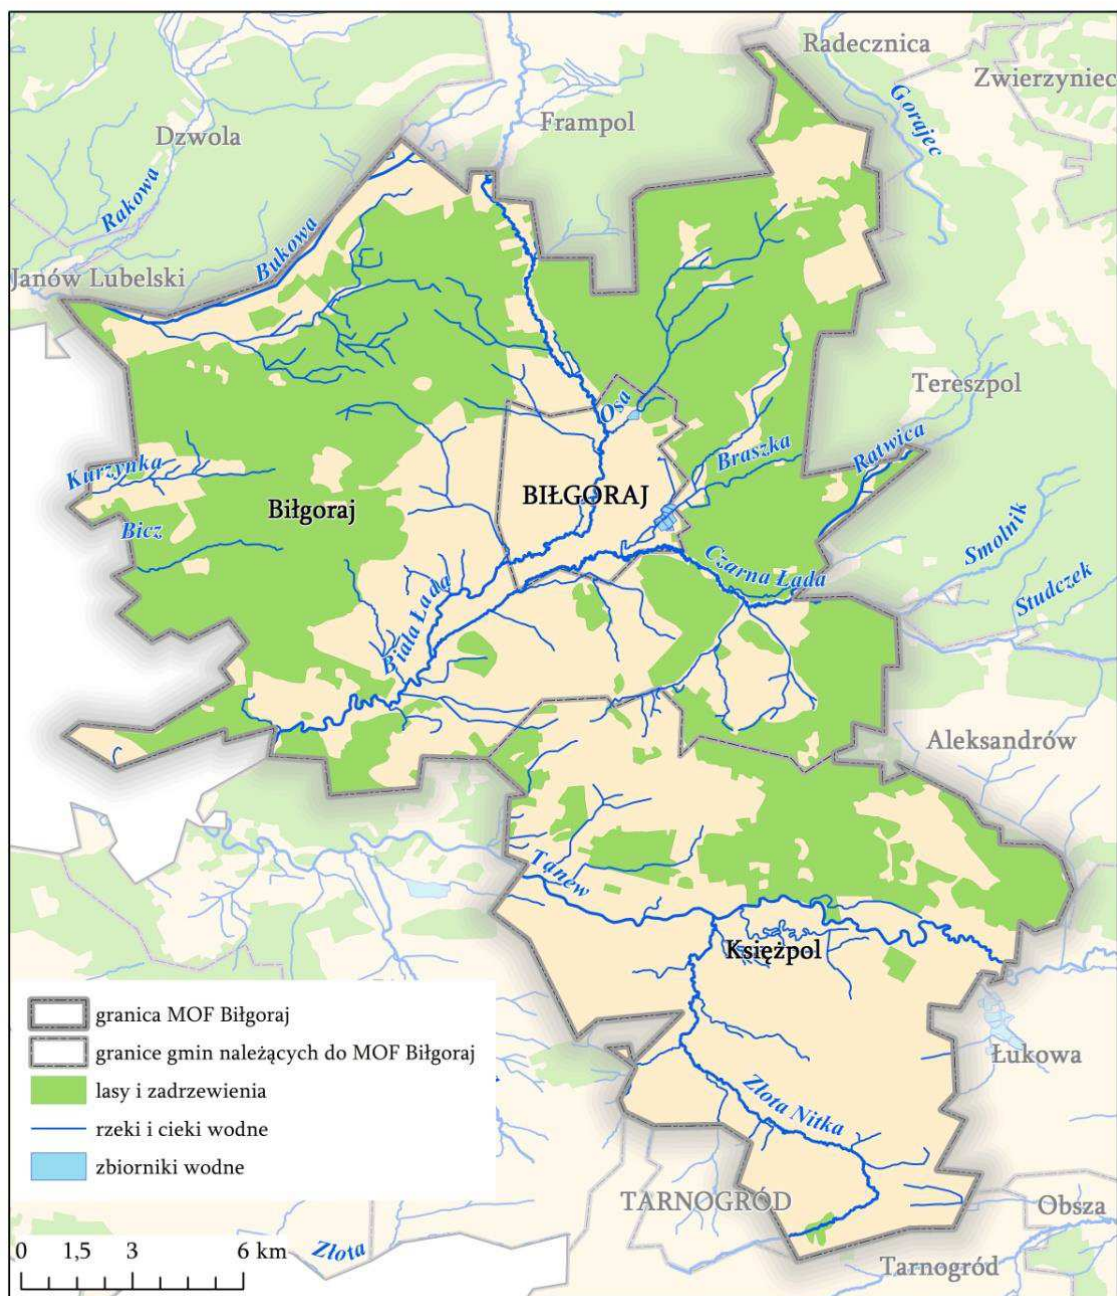 Radecznica
Zwierzyniec
Gorajec
Frampol
Dzwola
Rakowa
Bukowa
Janów Lubelski
Tereszpol
Osa
Braszka
Ratwica
Kurzynka
Biłgoraj
BIŁGORAJ
Bicz
Smolnik
Czarna Łada
Studczek
Biała Łada
Aleksandrów
Tanew
Księżpol
granica MOF Biłgoraj
granice gmin należących do MOF Biłgoraj
lasy i zadrzewienia
rzeki i cieki wodne
zbiorniki wodne
Łukowa
Złota Nitka
TARNOGRÓD
Obsza
Złota
Tarnogród
0 1,5 3 6 km